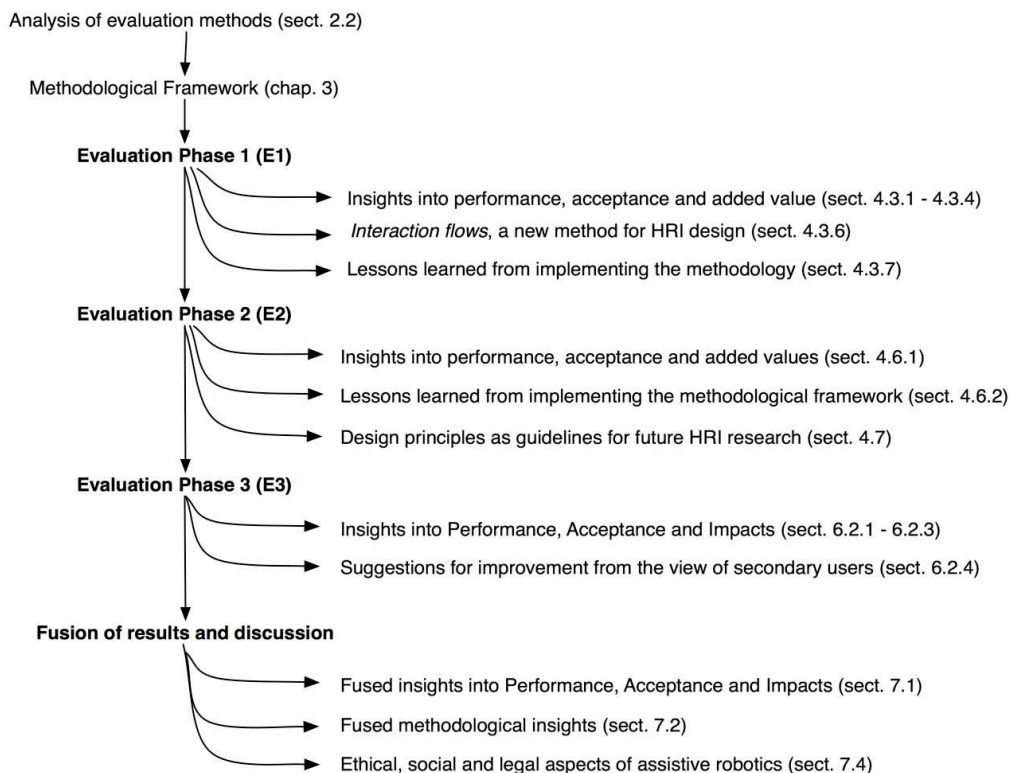 Analysis of evaluation methods (sect. 2.2)
Methodological Framework (chap. 3)
Evaluation Phase 1 (E1)
Insights into performance, acceptance and added value (sect. 4.3.1 - 4.3.4)
Interaction flows, a new method for HRI design (sect. 4.3.6)
Lessons learned from implementing the methodology (sect. 4.3.7)
Evaluation Phase 2 (E2)
Insights into performance, acceptance and added values (sect. 4.6.1)
Lessons learned from implementing the methodological framework (sect. 4.6.2)
Design principles as guidelines for future HRI research (sect. 4.7)
Evaluation Phase 3 (E3)
Insights into Performance, Acceptance and Impacts (sect. 6.2.1 - 6.2.3)
Suggestions for improvement from the view of secondary users (sect. 6.2.4)
Fusion of results and discussion
Fused insights into Performance, Acceptance and Impacts (sect. 7.1)
Fused methodological insights (sect. 7.2)
Ethical, social and legal aspects of assistive robotics (sect. 7.4)